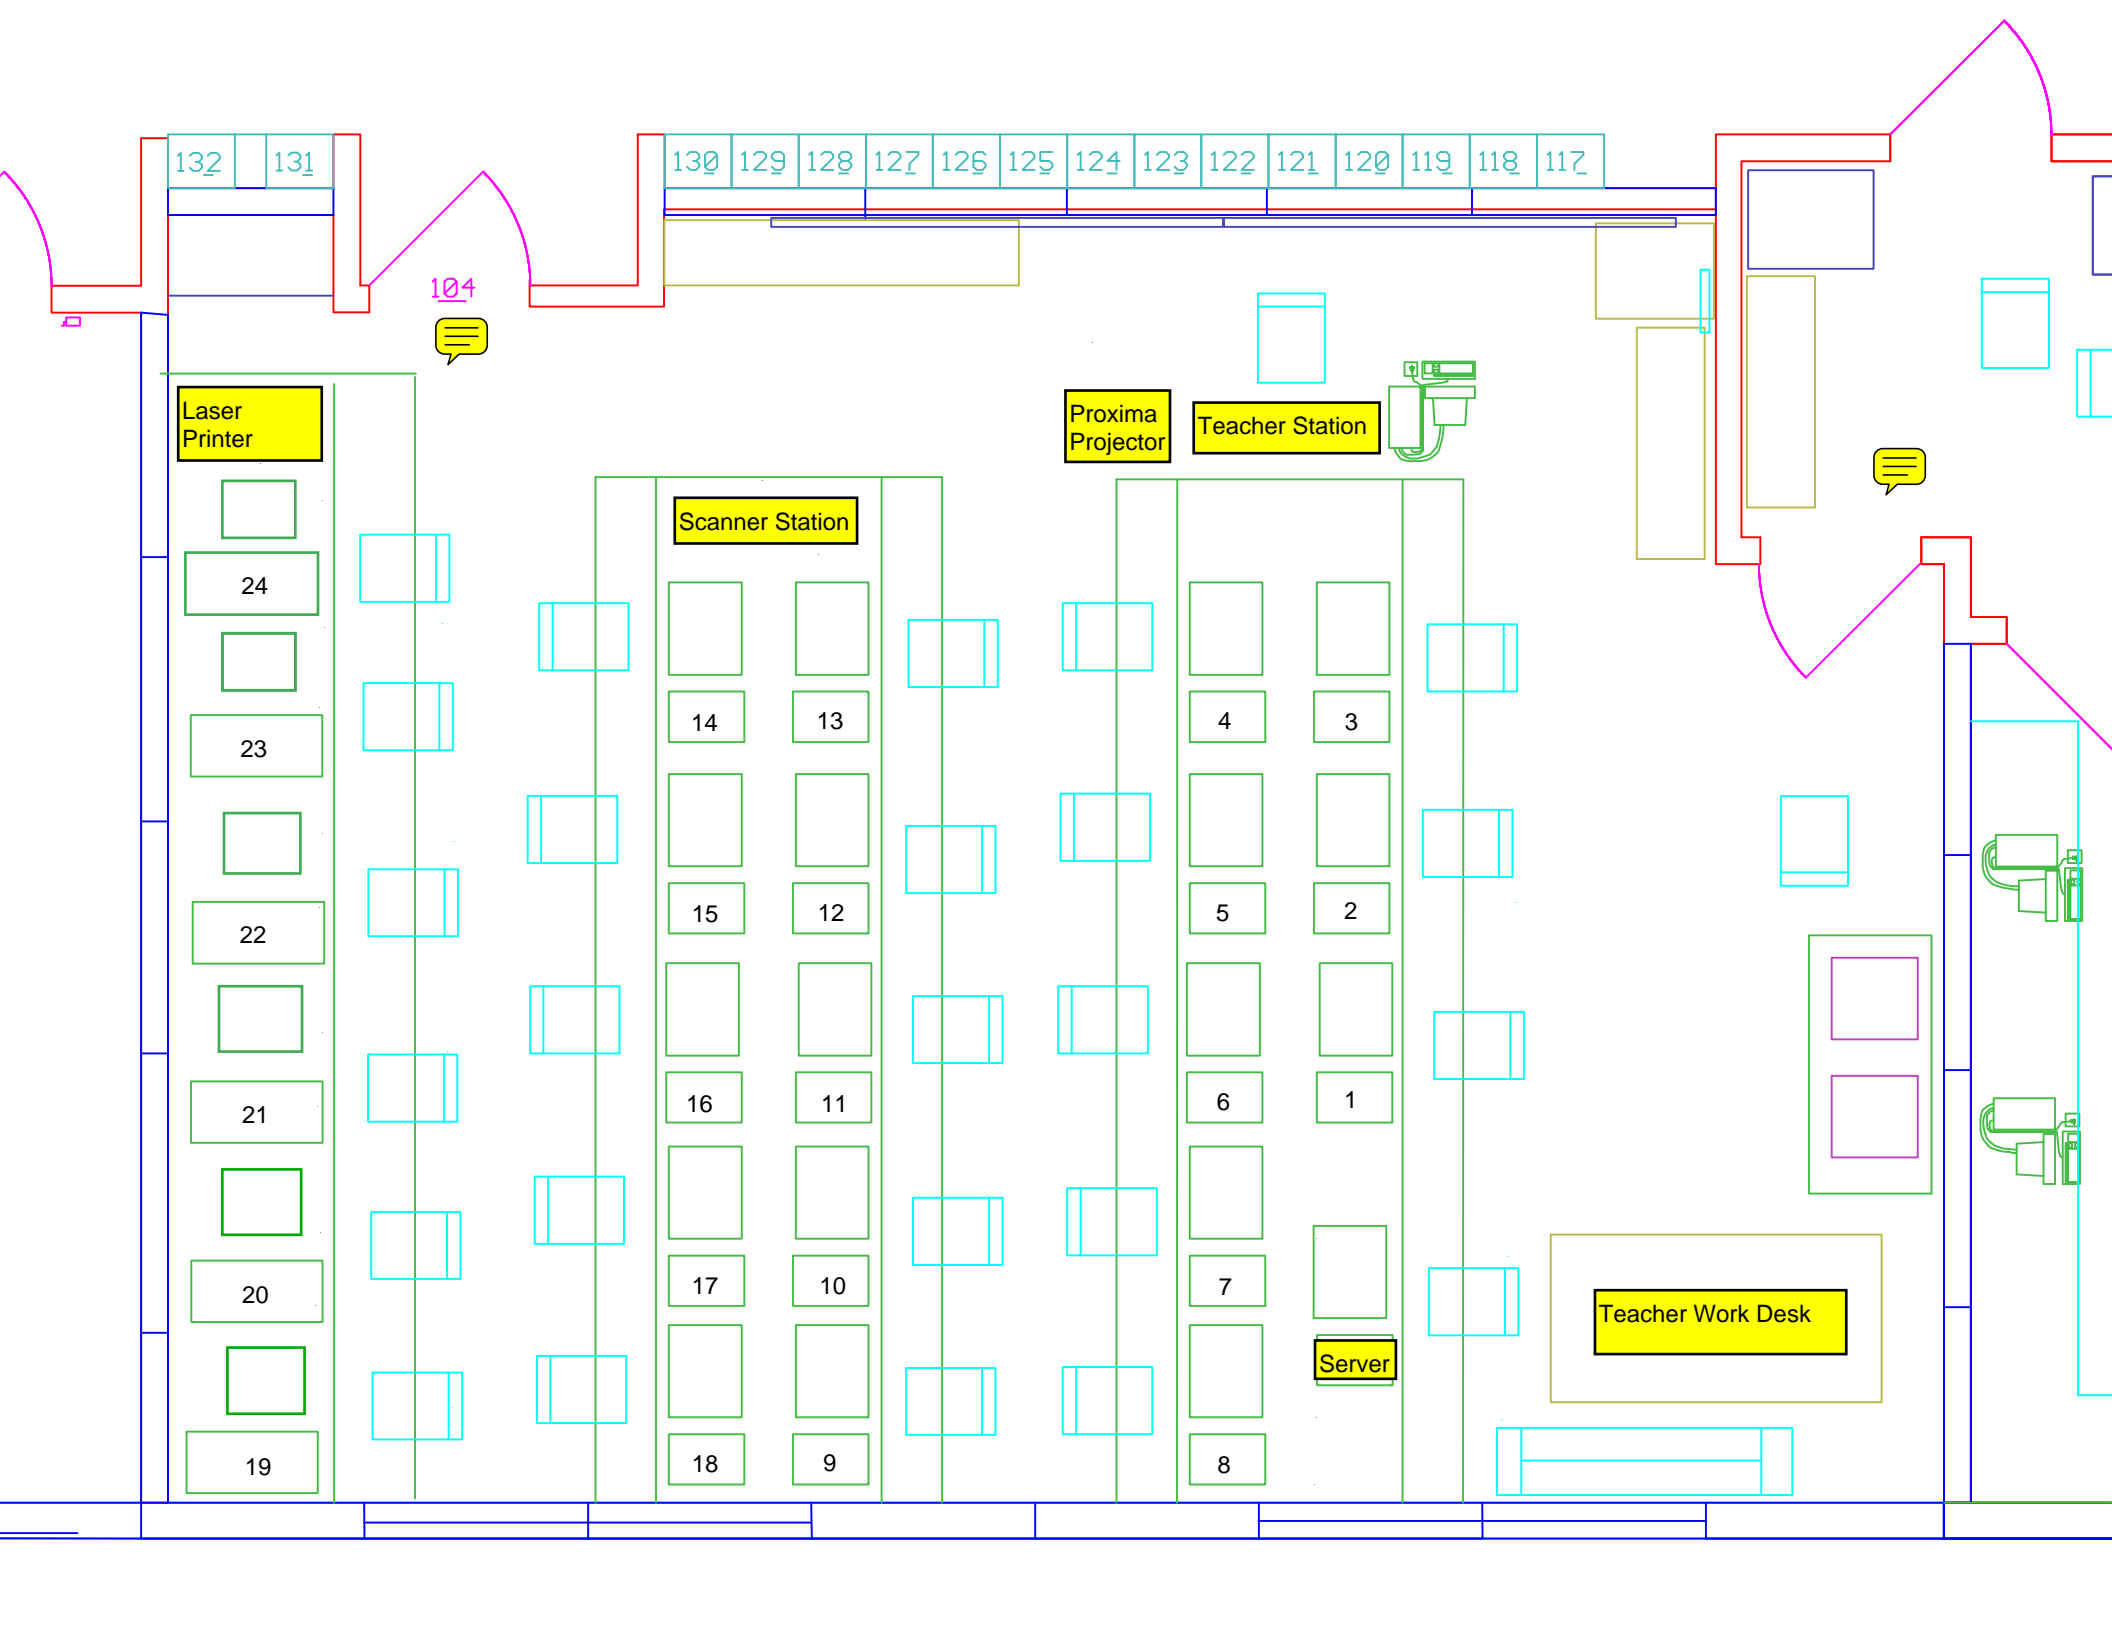 132 131 130 129 128 127 126 125 124 123 122 121 120 119 118 117
104
Laser
Printer
Proxima
Projector
Teacher Station
Scanner Station
24
14 13 4 3
23
15 12 5 2
22
16 11 6 1
21
17 10 7
20
Teacher Work Desk
Server
18 9 8
19